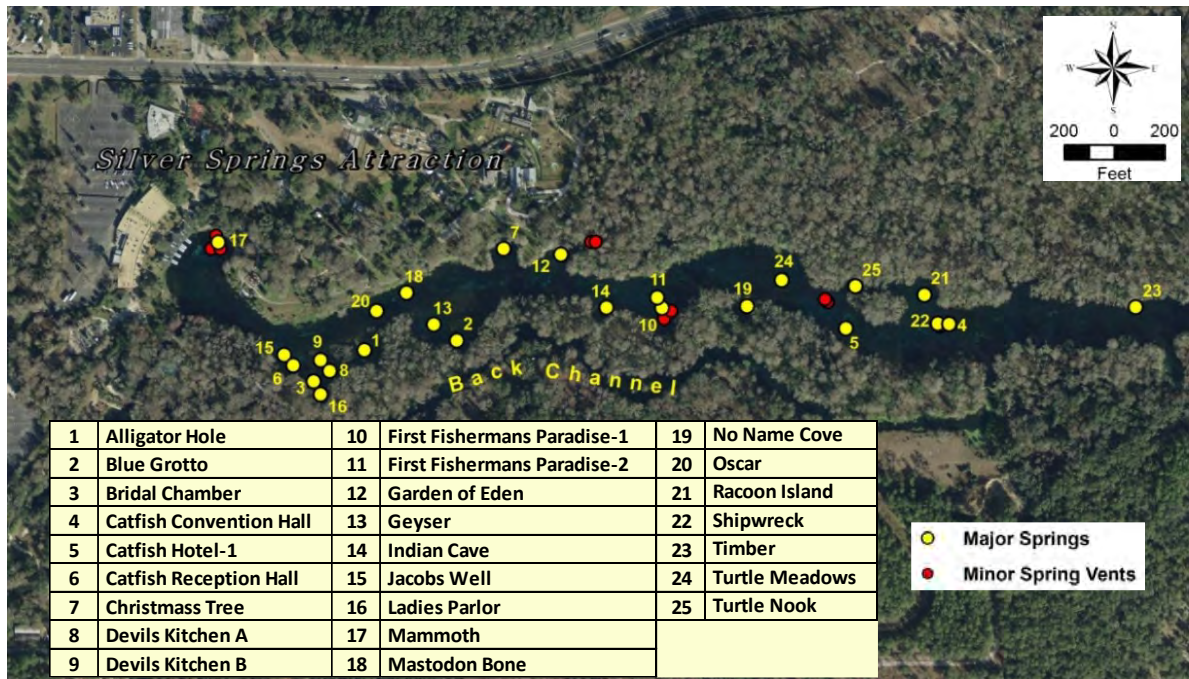 N
W E
S
200 0 200
Feet
Silver Springs Attraction
17
7
12
24
25
21
23
18
20
13
14
11
10
19
22
4
5
2
1
9
15
6
8
3
16
Back Channel
1 Alligator Hole 10 First Fishermans Paradise-1 19 No Name Cove
2 Blue Grotto 11 First Fishermans Paradise-2 20 Oscar
3 Bridal Chamber 12 Garden of Eden 21 Racoon Island
4 Catfish Convention Hall 13 Geyser 22 Shipwreck
5 Catfish Hotel-1 14 Indian Cave 23 Timber
6 Catfish Reception Hall 15 Jacobs Well 24 Turtle Meadows
7 Christmass Tree 16 Ladies Parlor 25 Turtle Nook
8 Devils Kitchen A 17 Mammoth
9 Devils Kitchen B 18 Mastodon Bone
Major Springs
Minor Spring Vents